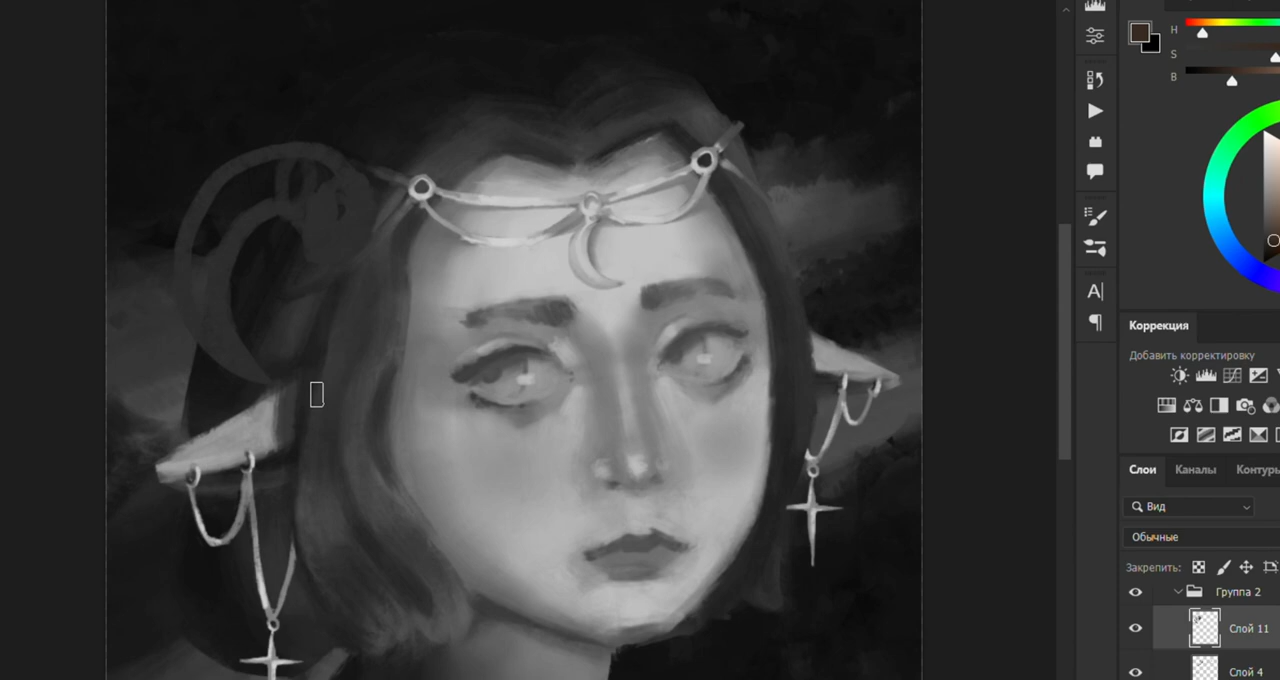 H
S
B
A|
Коррекция
Добавить корректировку
Слои
Каналы
Контуры
Вид
Обычные
Закрепить:
Группа 2
Слой 11
Слой 4